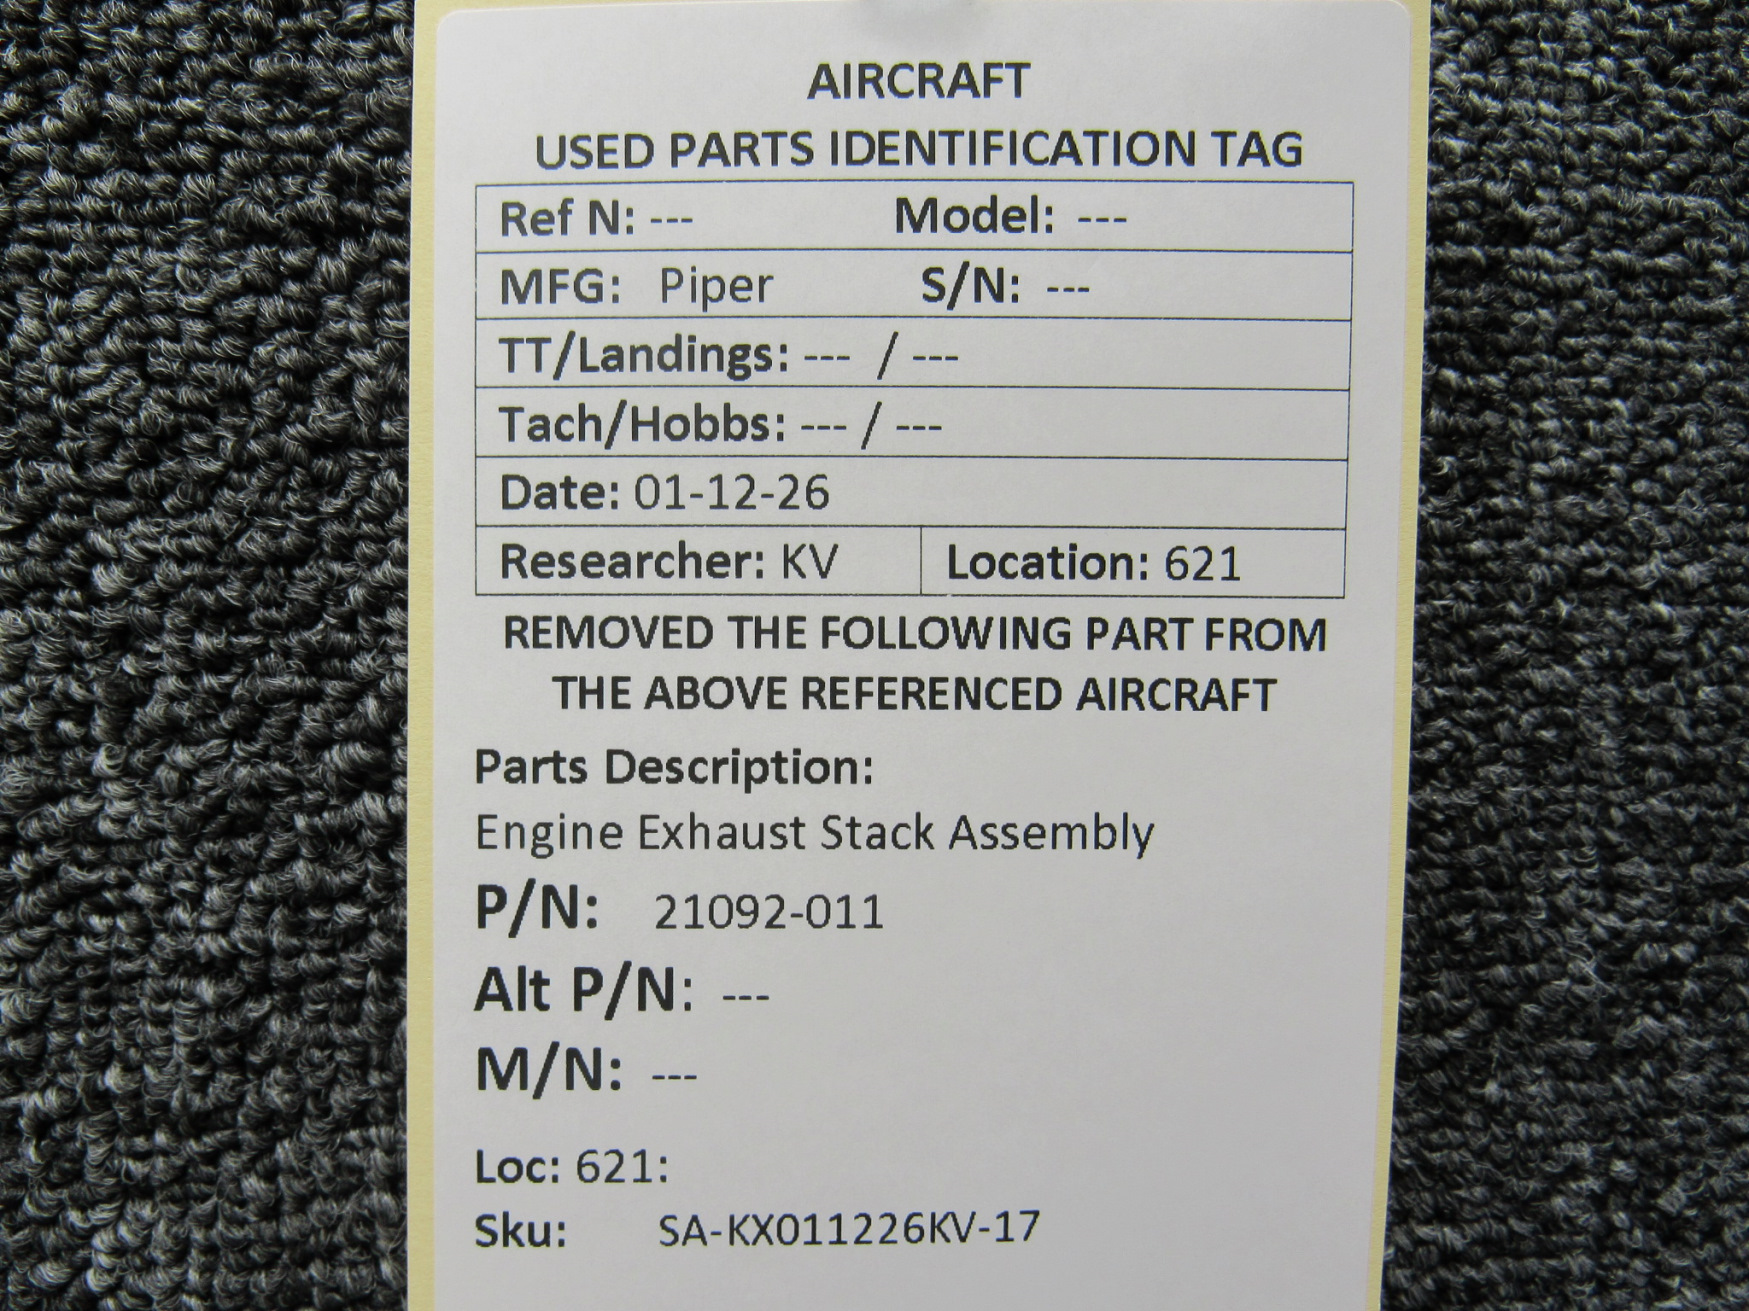 AIRCRAFT
USED PARTS IDENTIFICATION TAG
Ref N: --- Model: ---
MFG: Piper S/N: ---
TT/Landings: --- / ---
Tach/Hobbs: --- / ---
Date: 01-12-26
Researcher: KV Location: 621
REMOVED THE FOLLOWING PART FROM
THE ABOVE REFERENCED AIRCRAFT
Parts Description:
Engine Exhaust Stack Assembly
P/N: 21092-011
Alt P/N: ---
M/N: ---
Loc: 621:
Sku: SA-KX011226KV-17